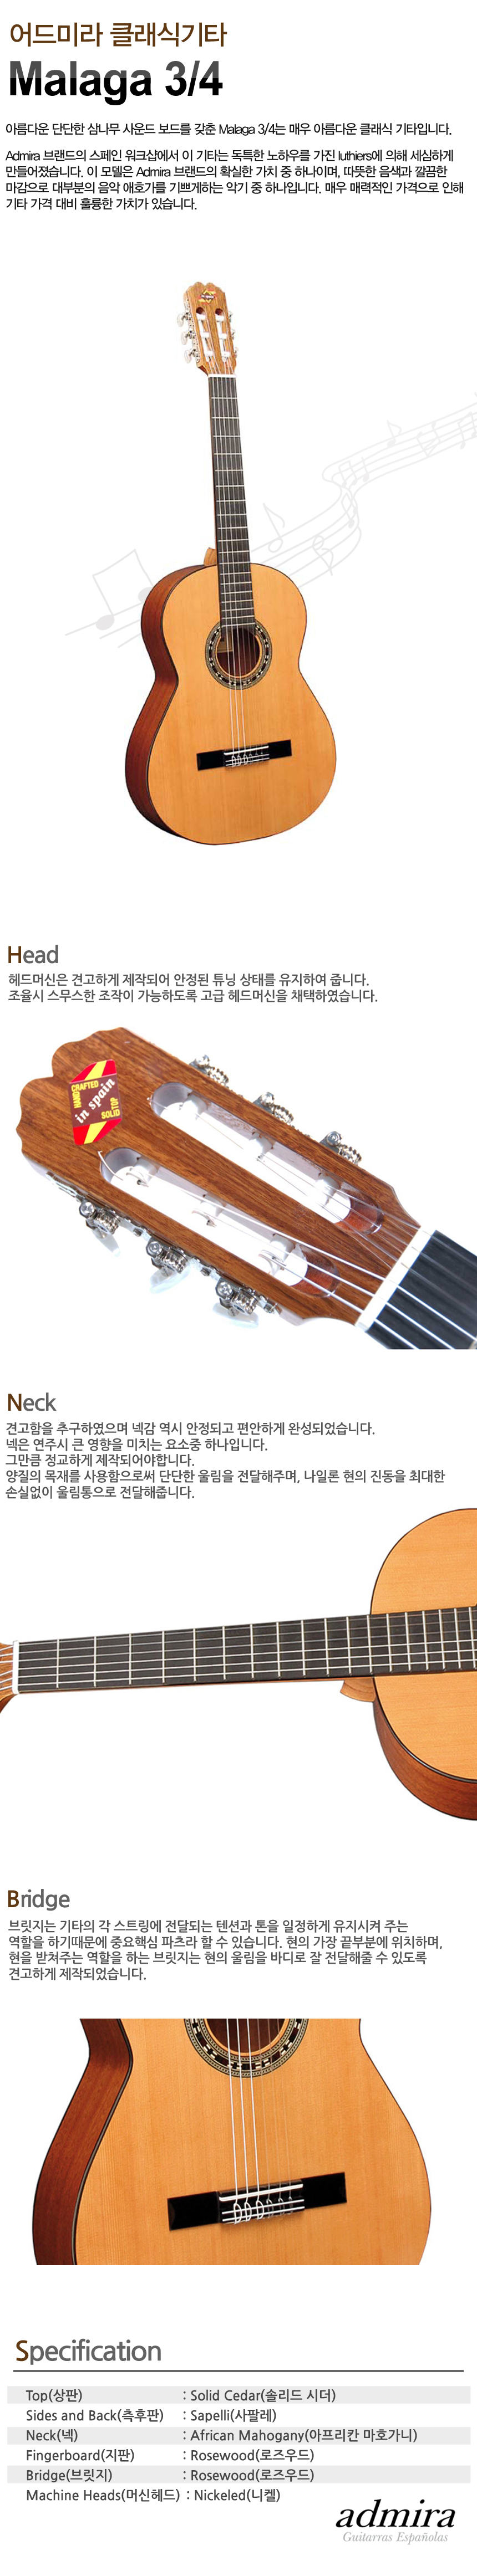 어드미라 클래식기타
Malaga 3/4
아름다운 단단한 삼나무 사운드 보드를 갖춘 Malaga 3/4는 매우 아름다운 클래식 기타입니다.
Admira 브랜드의 스페인 워크샵에서 이 기타는 독특한 노하우를 가진 luthiers에 의해 세심하게
만들어졌습니다. 이 모델은 Admira 브랜드의 확실한 가치 중 하나이며, 따뜻한 음색과 깔끔한
마감으로 대부분의 음악 애호가를 기쁘게하는 악기 중 하나입니다. 매우 매력적인 가격으로 인해
기타 가격 대비 훌륭한 가치가 있습니다.
Head
헤드머신은 견고하게 제작되어 안정된 튜닝 상태를 유지하여 줍니다.
조율시 스무스한 조작이 가능하도록 고급 헤드머신을 채택하였습니다.
HAND
CRAFTED
in spain
SOLID
TOP
Neck
견고함을 추구하였으며 넥감 역시 안정되고 편안하게 완성되었습니다.
넥은 연주시 큰 영향을 미치는 요소중 하나입니다.
그만큼 정교하게 제작되어야합니다.
양질의 목재를 사용함으로써 단단한 울림을 전달해주며, 나일론 현의 진동을 최대한
손실없이 울림통으로 전달해줍니다.
Bridge
브릿지는 기타의 각 스트링에 전달되는 텐션과 톤을 일정하게 유지시켜 주는
역할을 하기때문에 중요핵심 파츠라 할 수 있습니다. 현의 가장 끝부분에 위치하며,
현을 받쳐주는 역할을 하는 브릿지는 현의 울림을 바디로 잘 전달해줄 수 있도록
견고하게 제작되었습니다.
Specification
Top(상판) : Solid Cedar(솔리드 시더)
Sides and Back(측후판) : Sapelli(사펠레)
Neck(넥) : African Mahogany(아프리칸 마호가니)
Fingerboard(지판) : Rosewood(로즈우드)
Bridge(브릿지) : Rosewood(로즈우드)
Machine Heads(머신헤드) : Nickeled(니켈)
admira
Guitarras Españolas